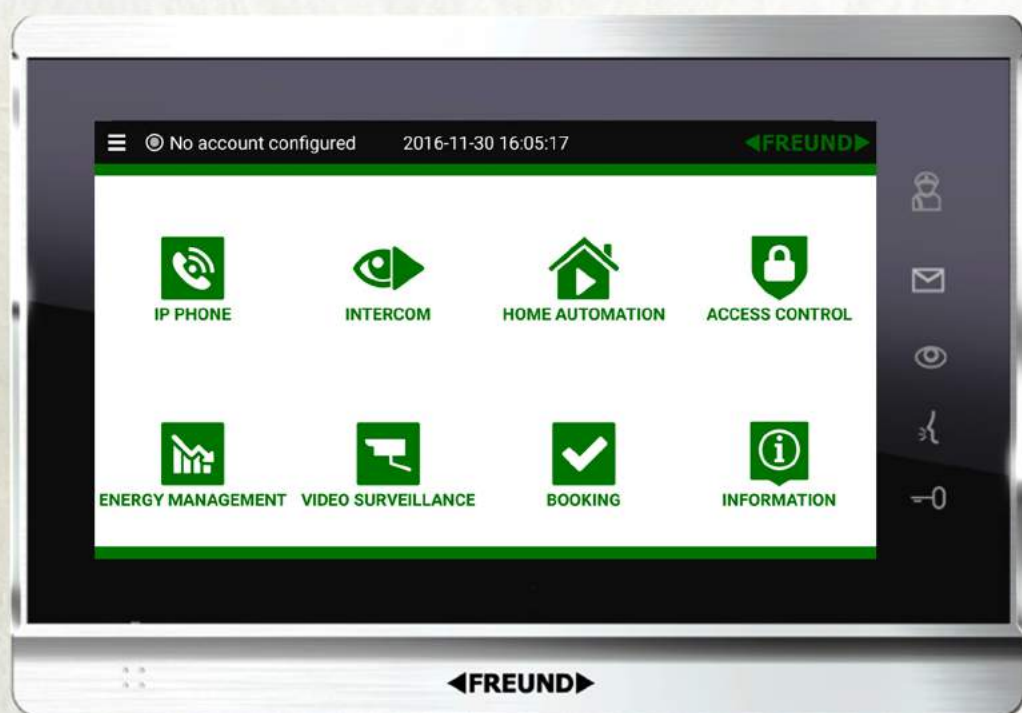 No account configured 2016-11-30 16:05:17 FREUND
IP PHONE INTERCOM HOME AUTOMATION ACCESS CONTROL
ENERGY MANAGEMENT VIDEO SURVEILLANCE BOOKING INFORMATION
FREUND